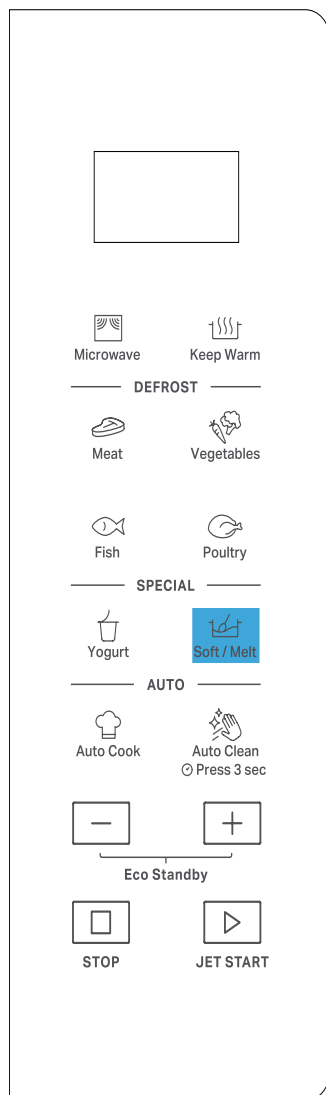 Microwave Keep Warm
DEFROST
Meat Vegetables
Fish Poultry
SPECIAL
Yogurt Soft / Melt
AUTO
Auto Cook Auto Clean
Press 3 sec
Eco Standby
STOP JET START